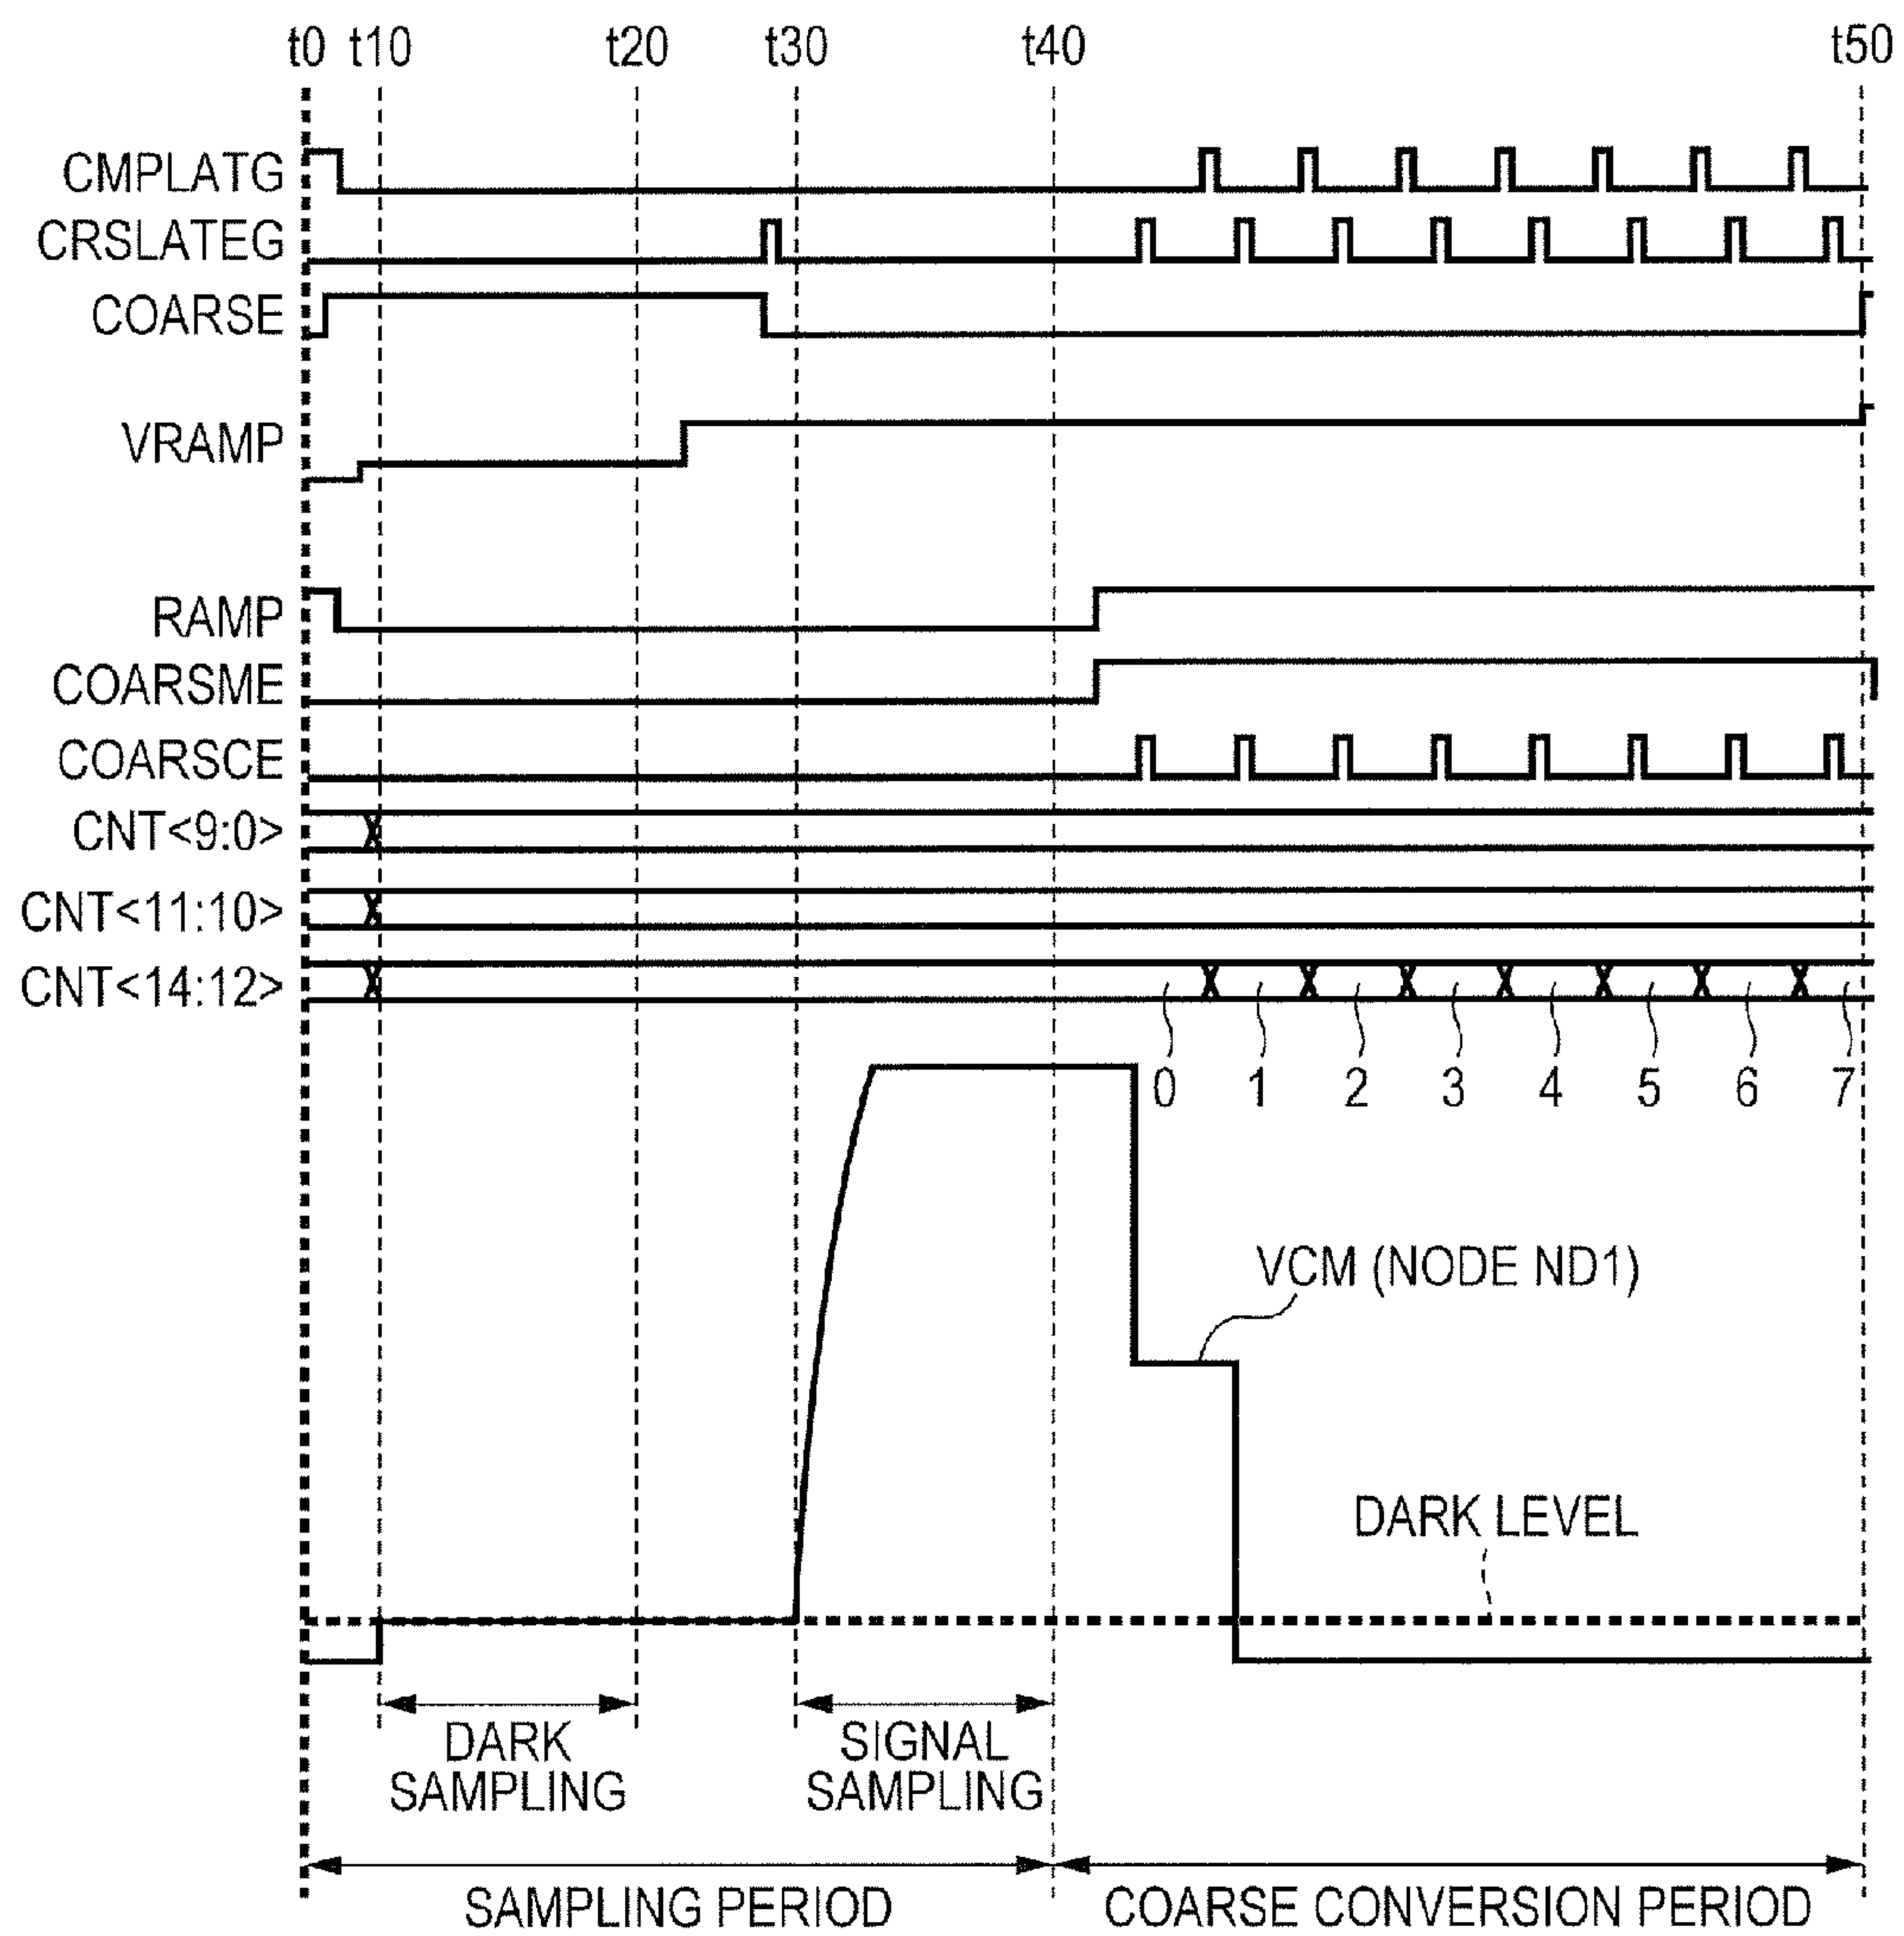 t0 t10 t20 t30 t40 t50
CMPLATG
CRSLATEG
COARSE
VRAMP
RAMP
COARSME
COARSCE
CNT<9:0>
CNT<11:10>
CNT<14:12>
0 1 2 3 4 5 6 7
VCM (NODE ND1)
DARK LEVEL
DARK
SAMPLING
SIGNAL
SAMPLING
SAMPLING PERIOD
COARSE CONVERSION PERIOD